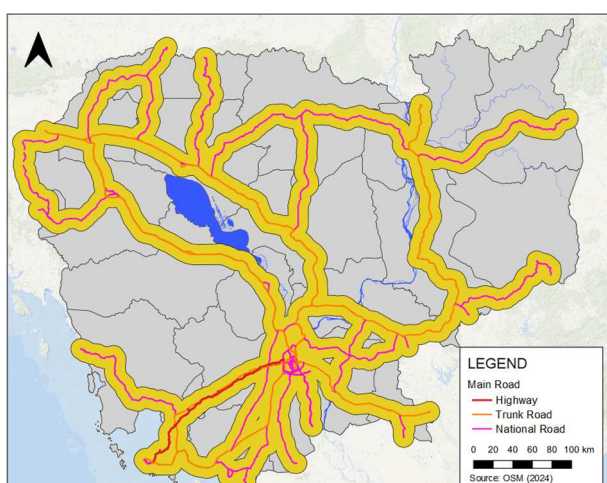 LEGEND
Main Road
Highway
Trunk Road
National Road
0 20 40 60 80 100 km
Source: OSM (2024)